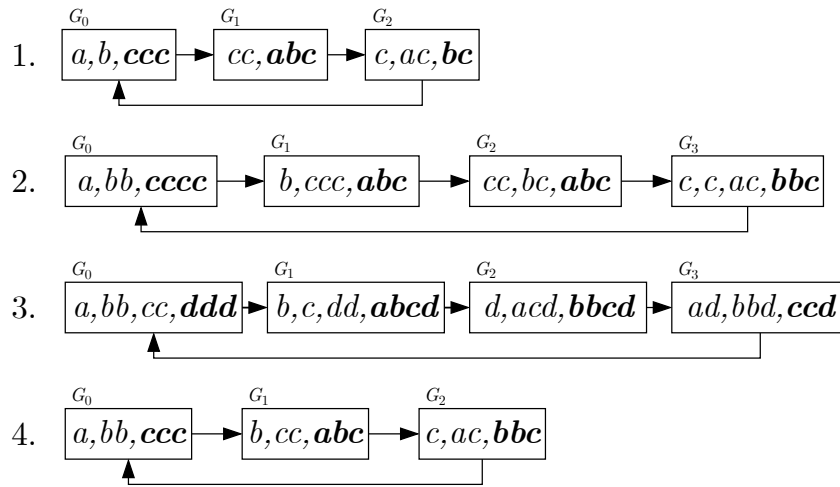 G0 G1 G2
1. a,b,ccc cc,abc c,ac,bc
G0 G1 G2 G3
2. a,bb,cccc b,ccc,abc cc,bc,abc c,c,ac,bbc
G0 G1 G2 G3
3. a,bb,cc,ddd b,c,dd,abcd d,acd,bbcd ad,bbd,ccd
G0 G1 G2
4. a,bb,ccc b,cc,abc c,ac,bbc